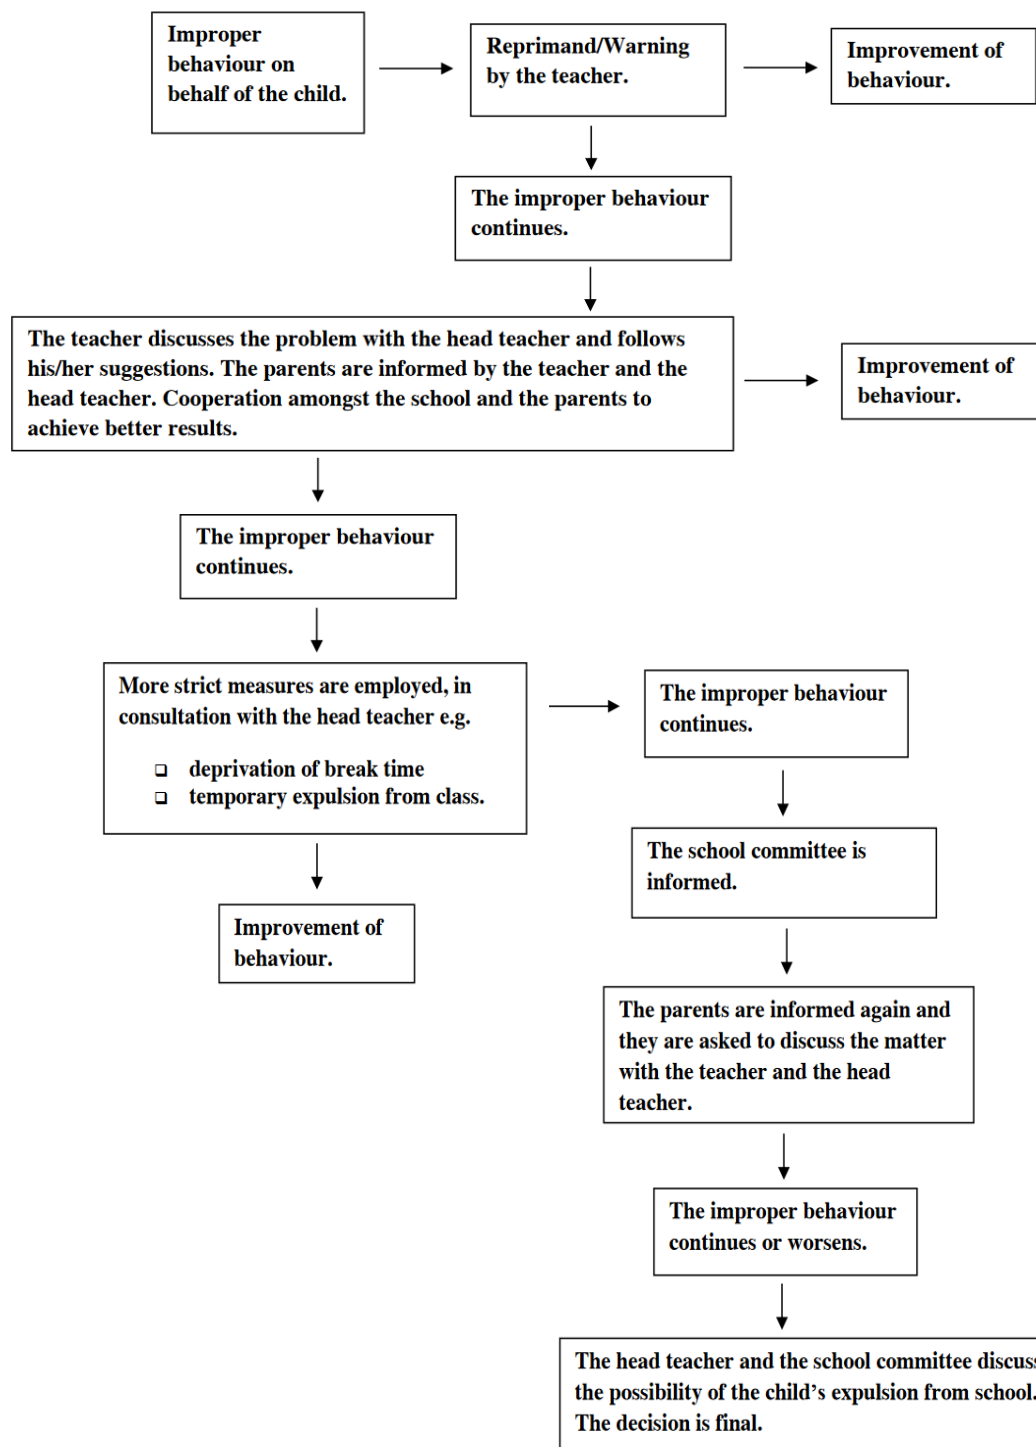 Improper
behaviour on
behalf of the child.
Reprimand/Warning
by the teacher.
Improvement of
behaviour.
The improper behaviour
continues.
The teacher discusses the problem with the head teacher and follows
his/her suggestions. The parents are informed by the teacher and the
head teacher. Cooperation amongst the school and the parents to
achieve better results.
Improvement of
behaviour.
The improper behaviour
continues.
More strict measures are employed, in
consultation with the head teacher e.g.
❑ deprivation of break time
❑ temporary expulsion from class.
The improper behaviour
continues.
The school committee is
informed.
Improvement of
behaviour.
The parents are informed again and
they are asked to discuss the matter
with the teacher and the head
teacher.
The improper behaviour
continues or worsens.
The head teacher and the school committee discuss
the possibility of the child’s expulsion from school.
The decision is final.